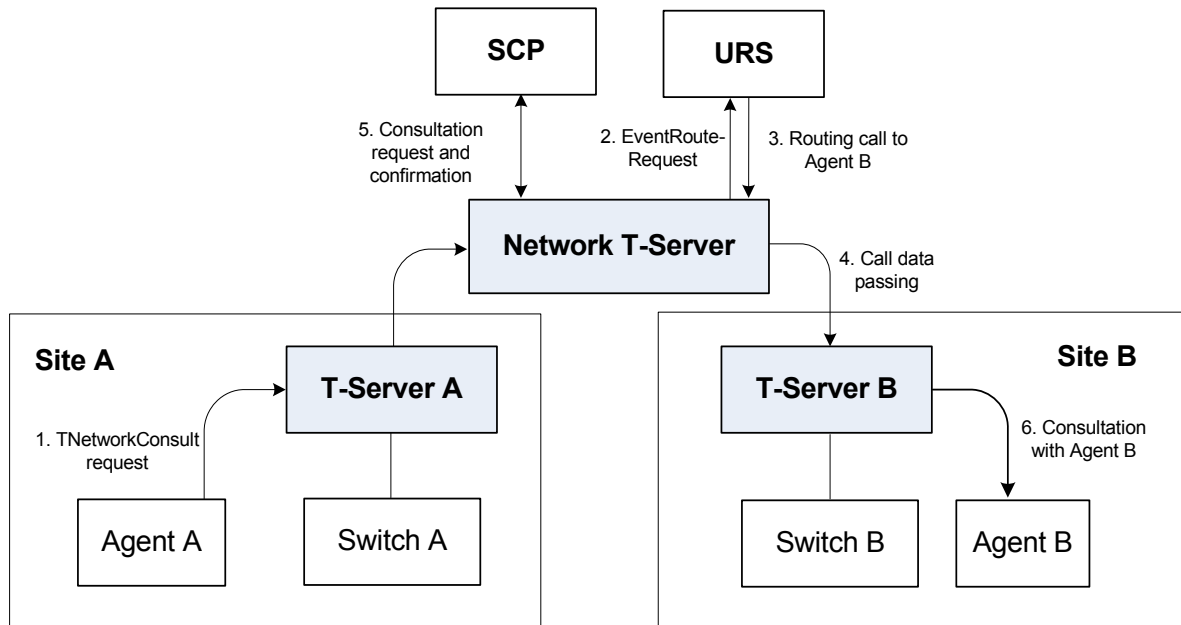 SCP
URS
5. Consultation
request and
confirmation
2. EventRoute-
Request
3. Routing call to
Agent B
Network T-Server
4. Call data
passing
Site A
T-Server A
1. TNetworkConsult
request
Agent A
Switch A
Site B
T-Server B
6. Consultation
with Agent B
Switch B
Agent B